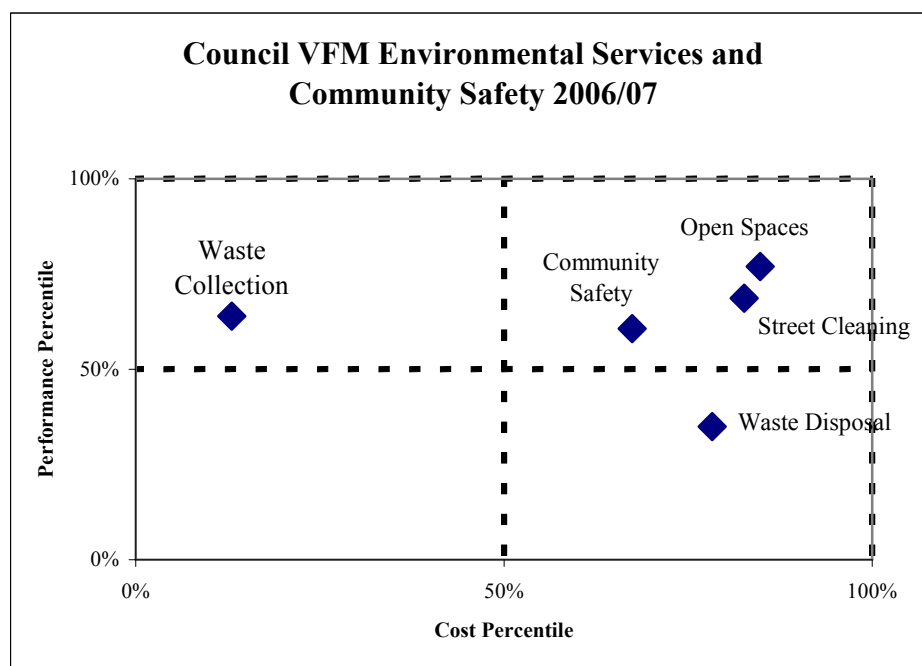 Council VFM Environmental Services and
Community Safety 2006/07
100%
Open Spaces
Waste
Collection
Community
Safety
Street Cleaning
Performance Percentile
50%
Waste Disposal
0%
0%
50%
100%
Cost Percentile